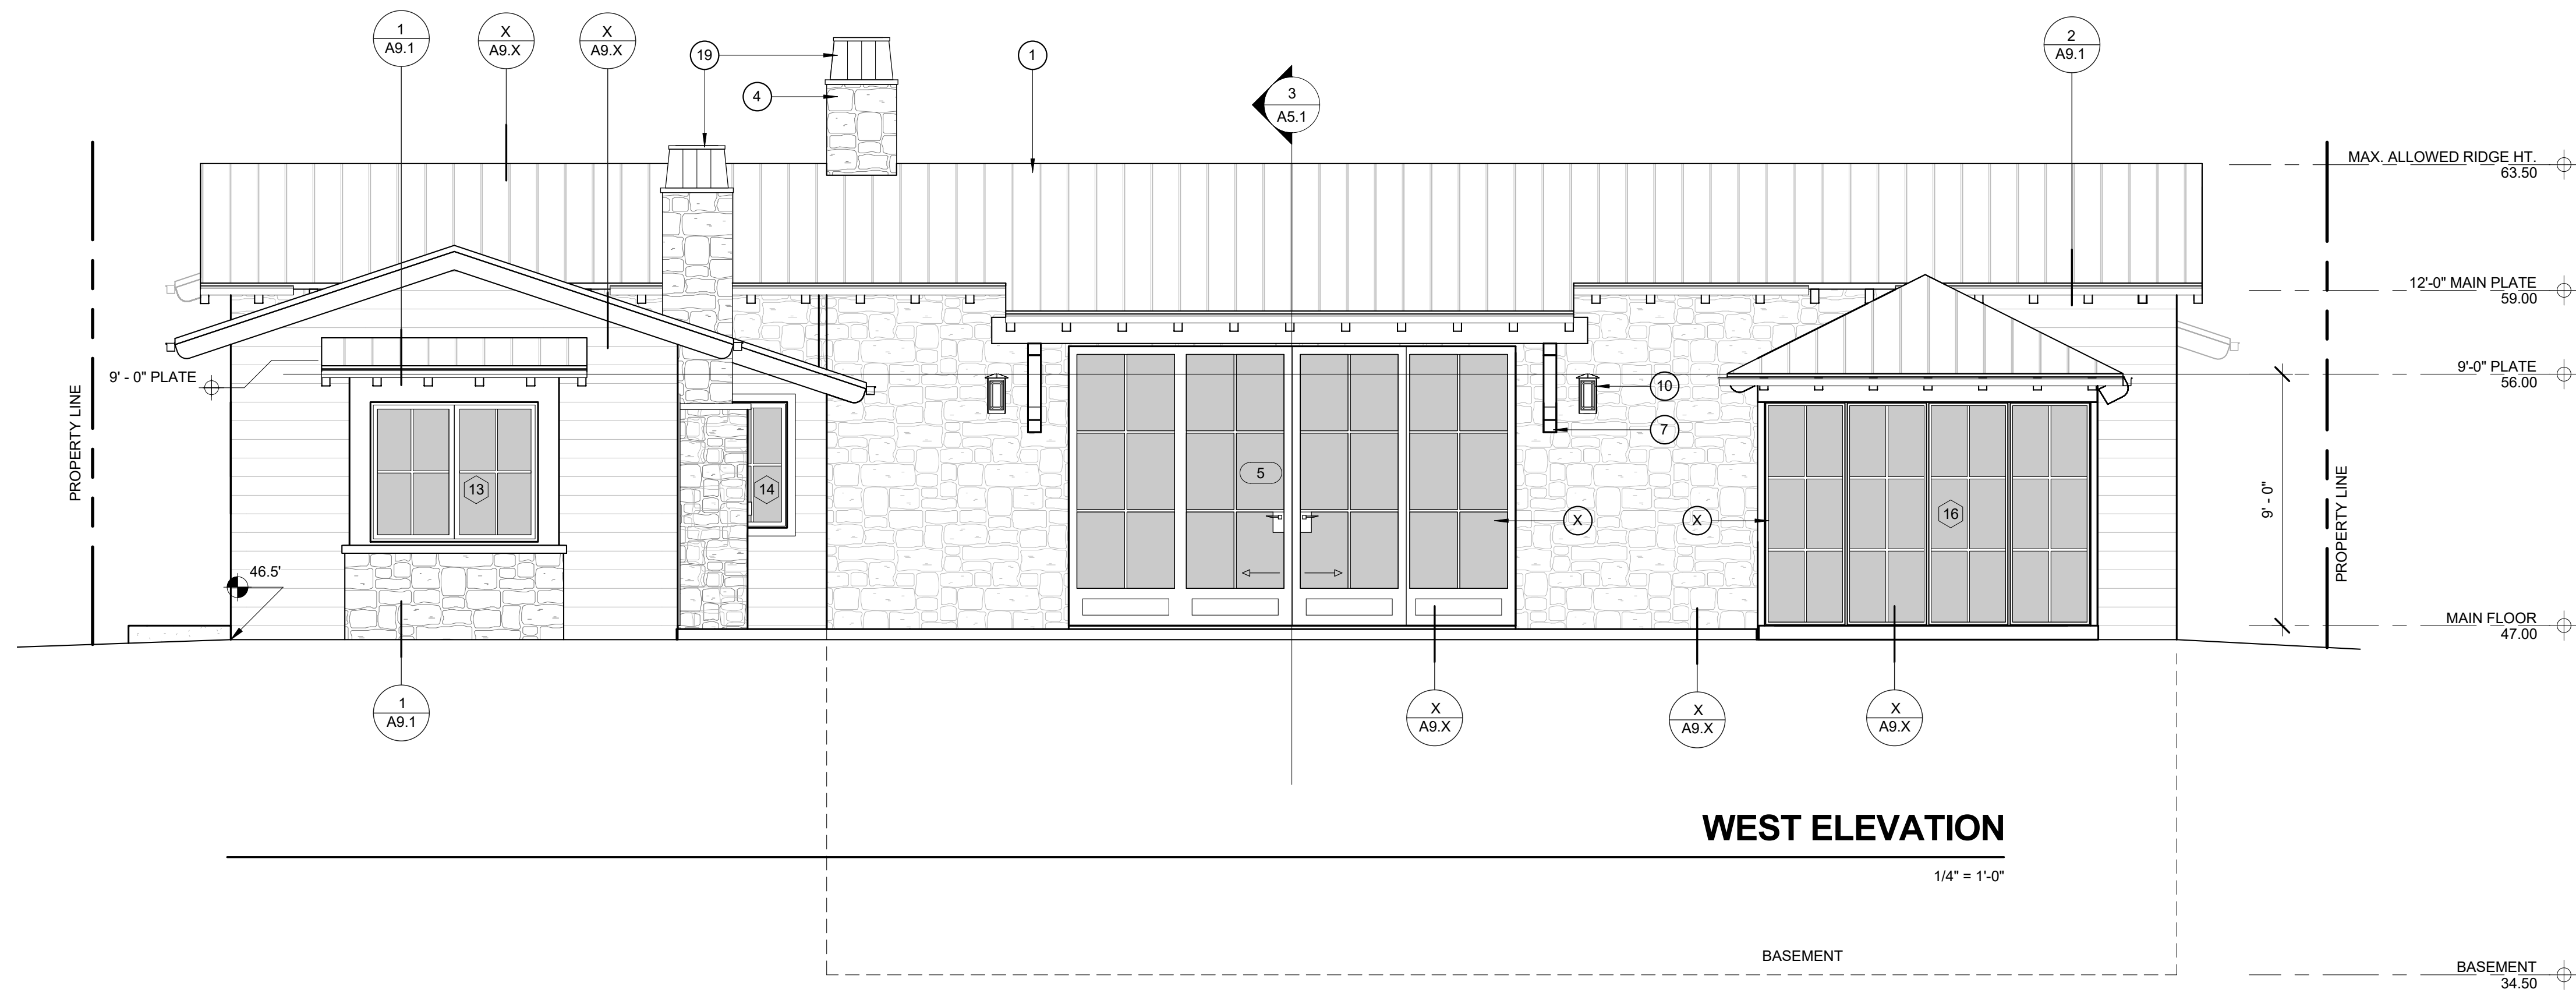 1
A9.1
X
A9.X
X
A9.X
19
4
1
3
A5.1
2
A9.1
MAX. ALLOWED RIDGE HT.
63.50
12'-0" MAIN PLATE
59.00
9' - 0" PLATE
9'-0" PLATE
56.00
PROPERTY LINE
10
7
5
13
14
16
X
X
9' - 0"
PROPERTY LINE
46.5'
MAIN FLOOR
47.00
1
A9.1
X
A9.X
X
A9.X
X
A9.X
WEST ELEVATION
1/4" = 1'-0"
BASEMENT
BASEMENT
34.50